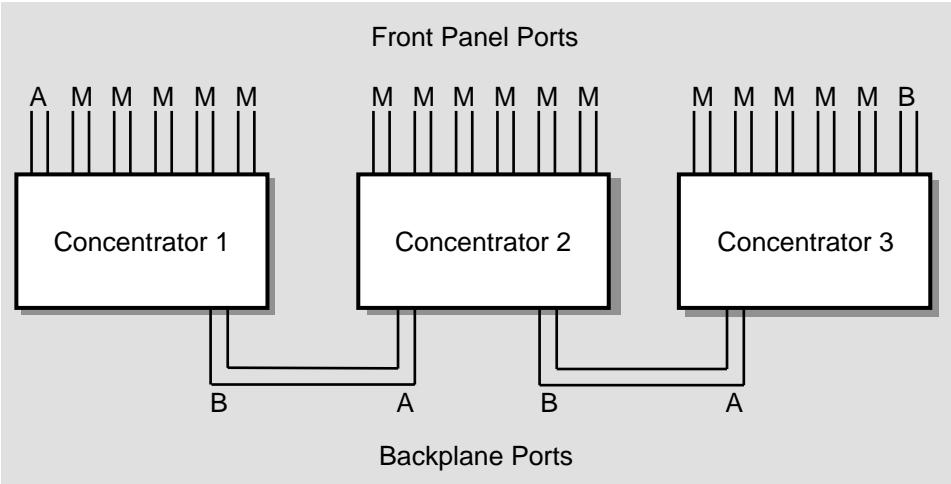 Front Panel Ports
A M M M M M M M M M M M M M M M M B
Concentrator 1 Concentrator 2 Concentrator 3
B A B A
Backplane Ports